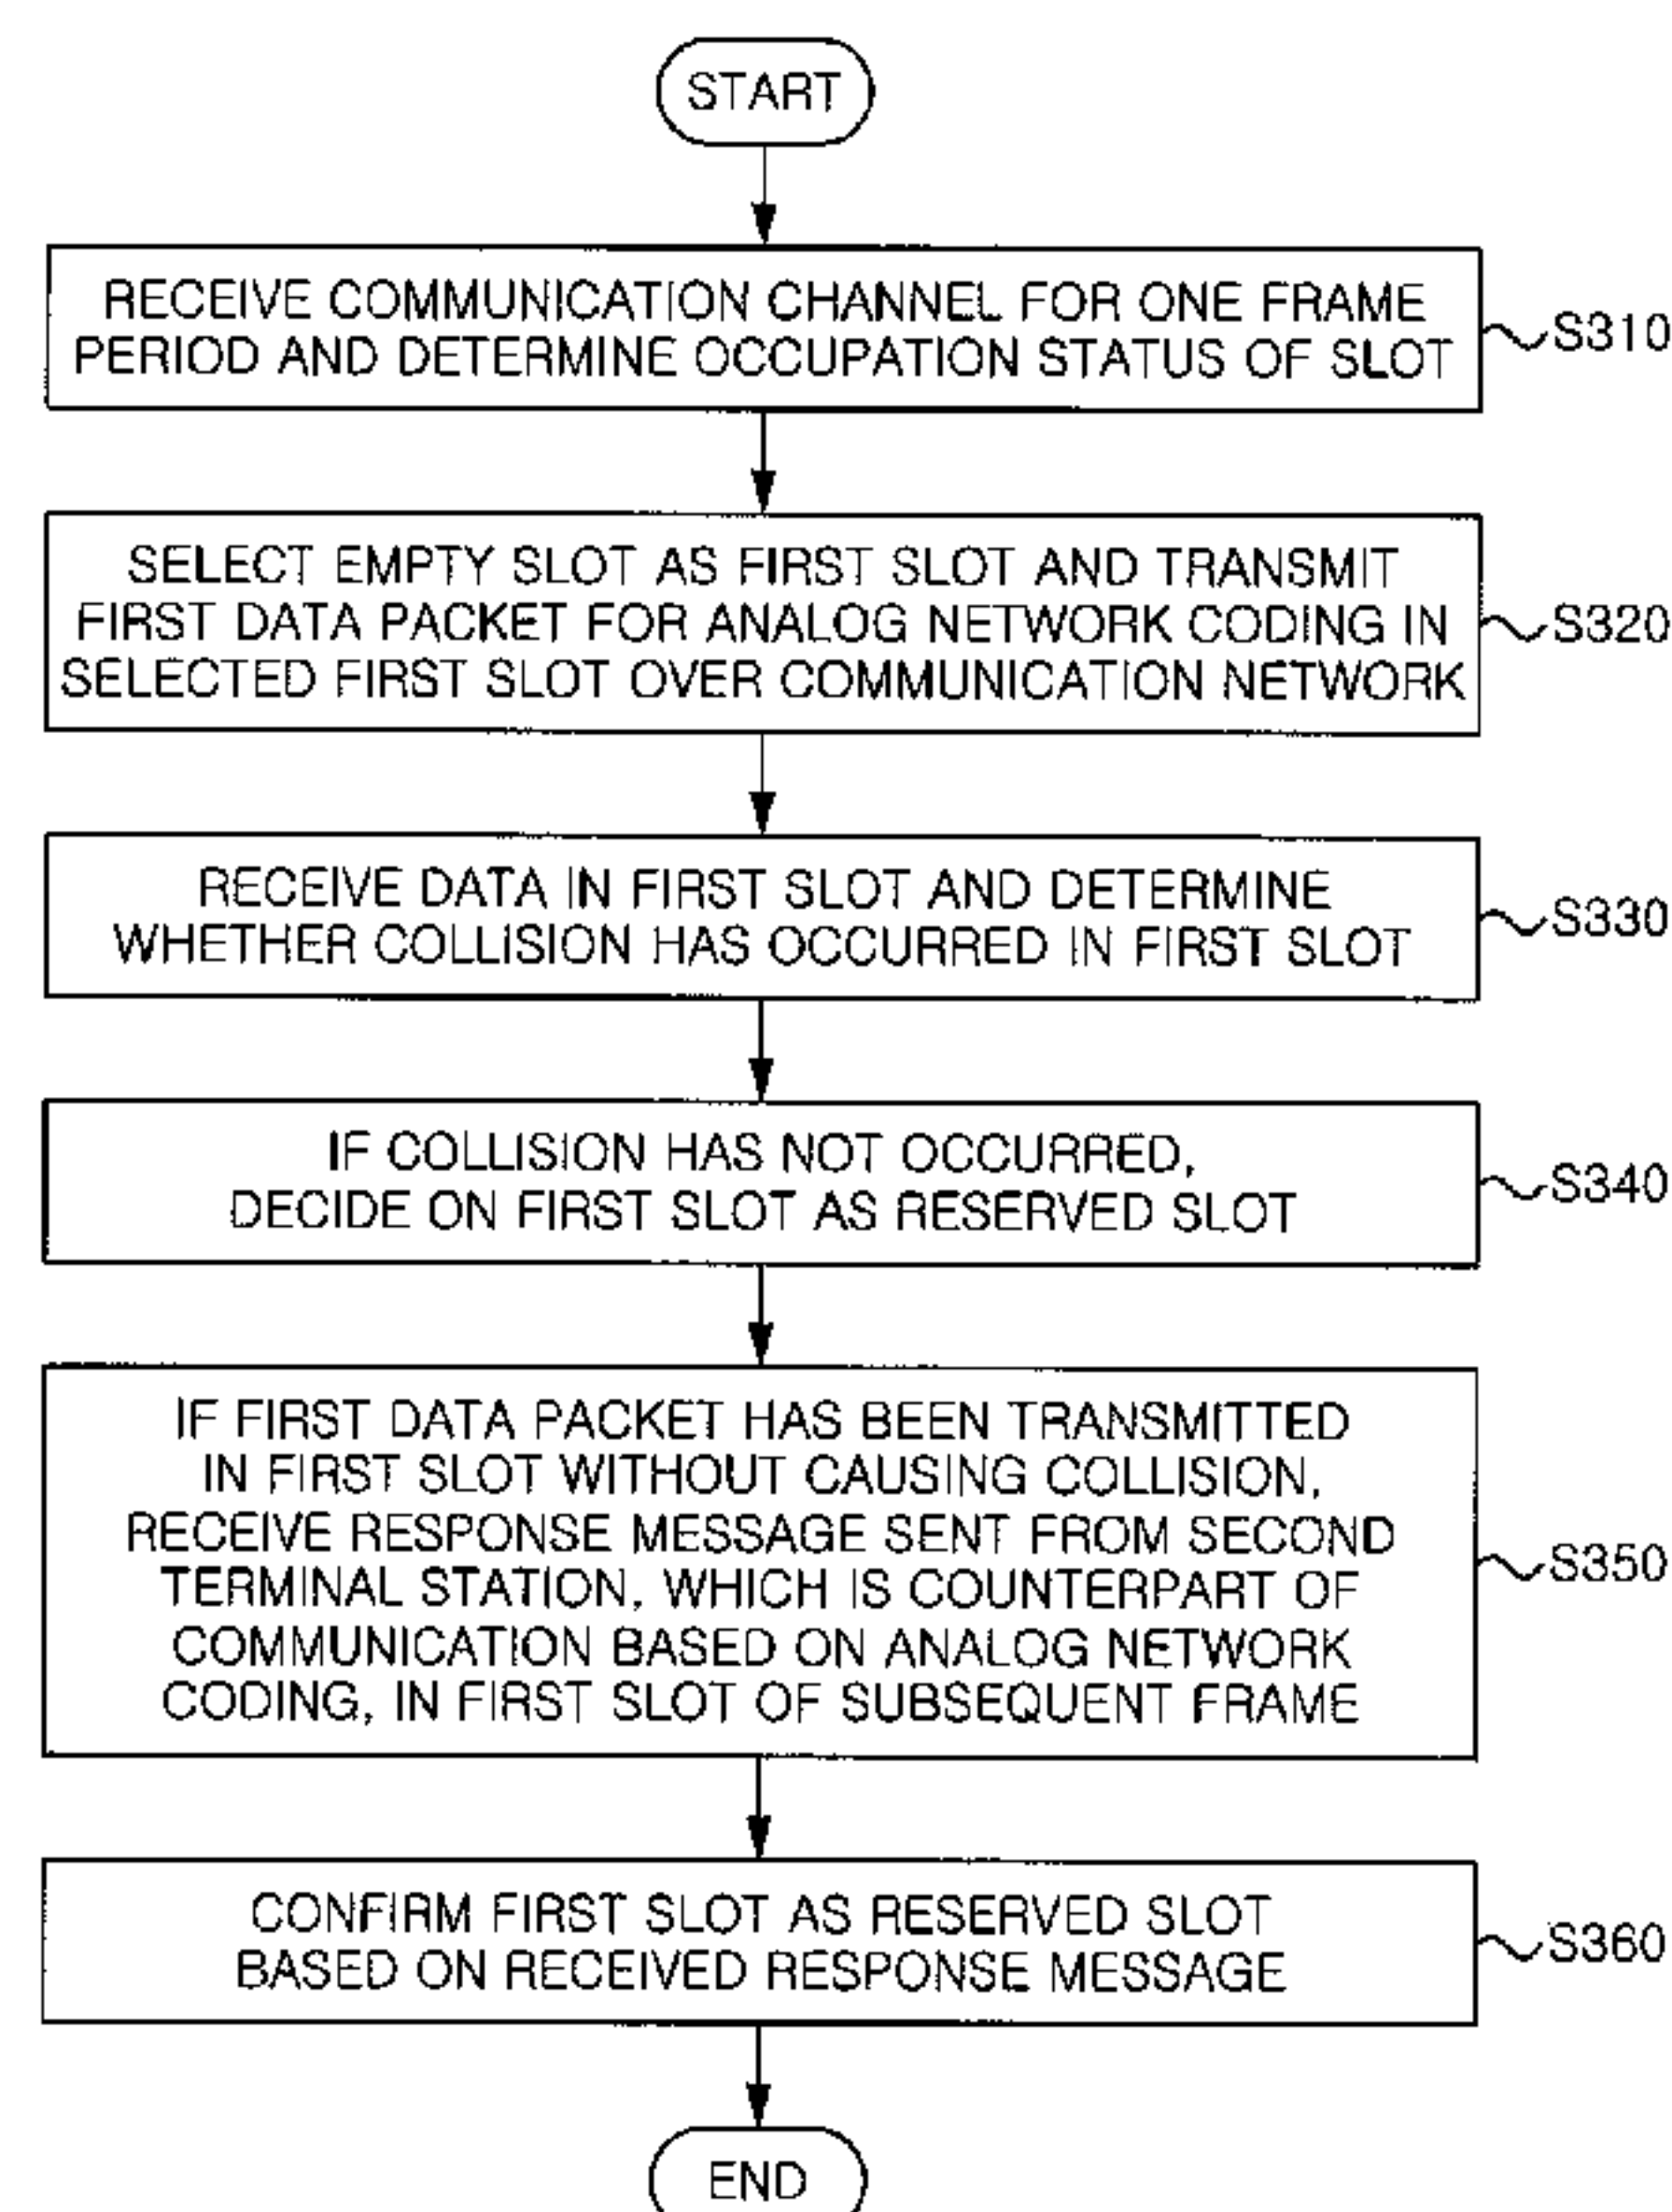 START
RECEIVE COMMUNICATION CHANNEL FOR ONE FRAME
PERIOD AND DETERMINE OCCUPATION STATUS OF SLOT
S310
SELECT EMPTY SLOT AS FIRST SLOT AND TRANSMIT
FIRST DATA PACKET FOR ANALOG NETWORK CODING IN
SELECTED FIRST SLOT OVER COMMUNICATION NETWORK
S320
RECEIVE DATA IN FIRST SLOT AND DETERMINE
WHETHER COLLISION HAS OCCURRED IN FIRST SLOT
S330
IF COLLISION HAS NOT OCCURRED,
DECIDE ON FIRST SLOT AS RESERVED SLOT
S340
IF FIRST DATA PACKET HAS BEEN TRANSMITTED
IN FIRST SLOT WITHOUT CAUSING COLLISION,
RECEIVE RESPONSE MESSAGE SENT FROM SECOND
TERMINAL STATION, WHICH IS COUNTERPART OF
COMMUNICATION BASED ON ANALOG NETWORK
CODING, IN FIRST SLOT OF SUBSEQUENT FRAME
S350
CONFIRM FIRST SLOT AS RESERVED SLOT
BASED ON RECEIVED RESPONSE MESSAGE
S360
END